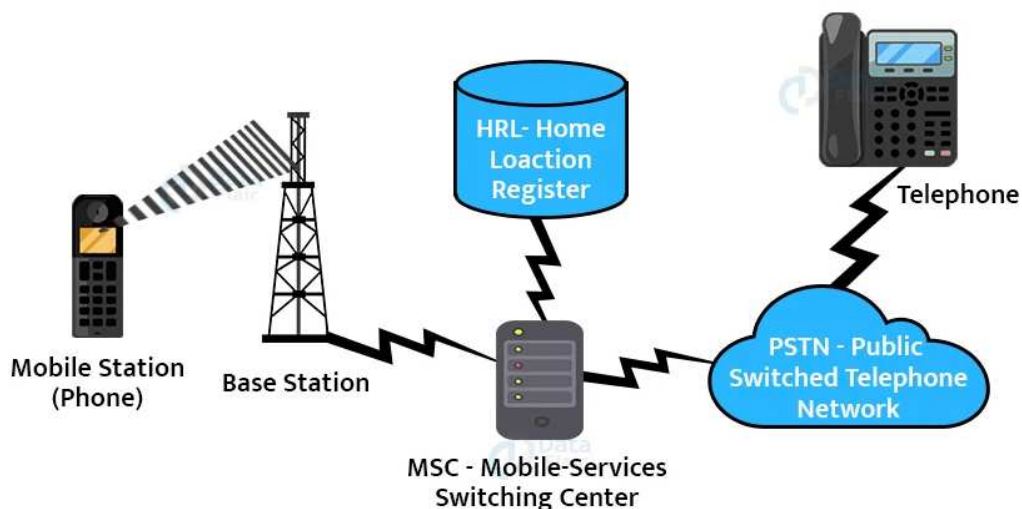 HRL- Home
Loaction
Register
Telephone
Mobile Station
(Phone)
Base Station
PSTN - Public
Switched Telephone
Network
MSC - Mobile-Services
Switching Center
Data